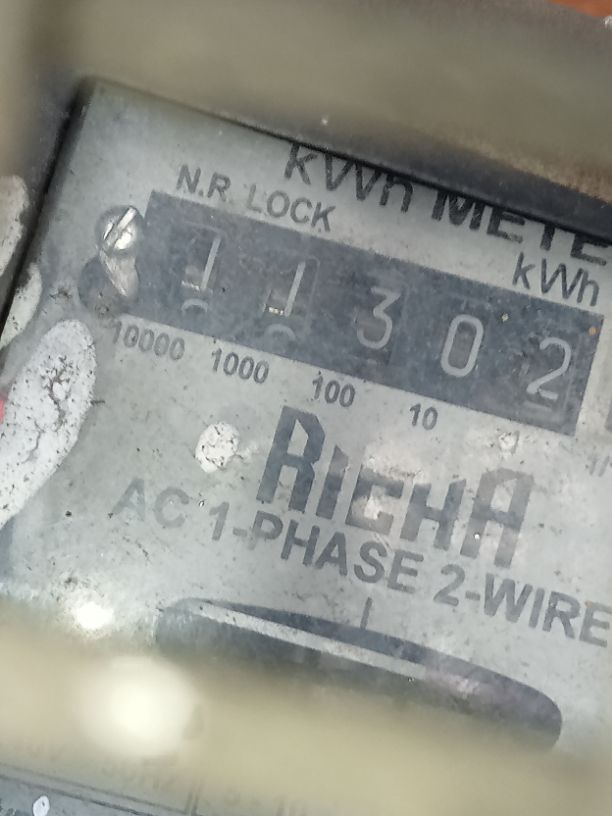 kWh METE
N.R. LOCK
kWh
1 1 3 0 2
10000 1000 100 10 1
RICHA
AC 1-PHASE 2-WIRE